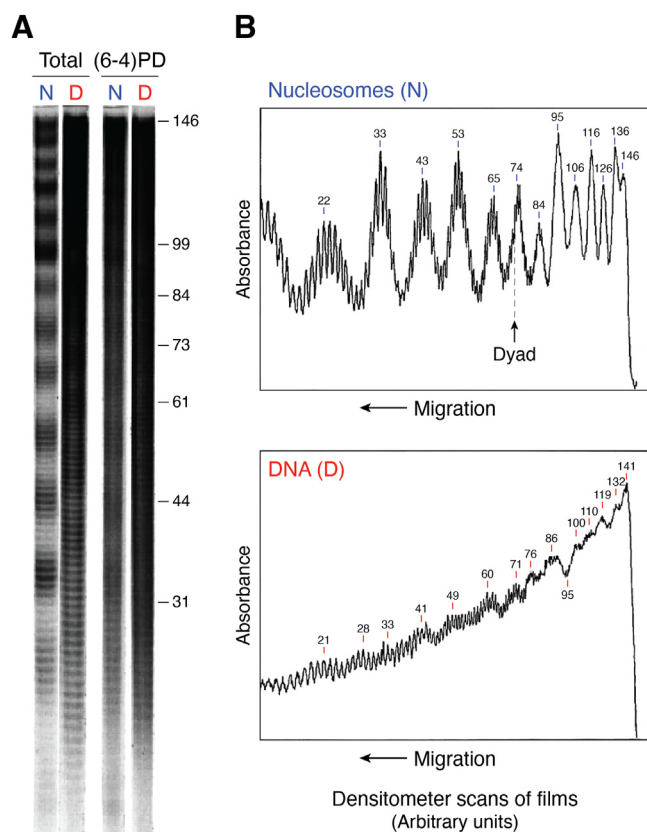 A
Total (6-4)PD
N D N D
146
99
84
73
61
44
31
B
Nucleosomes (N)
95
116 136
33 53
146
43 74 106 126
65
22 84
Absorbance
Dyad
Migration
DNA (D)
141
132
119
110
100
86
76
71
60
95
49
41
33
28
21
Absorbance
Migration
Densitometer scans of films
(Arbitrary units)